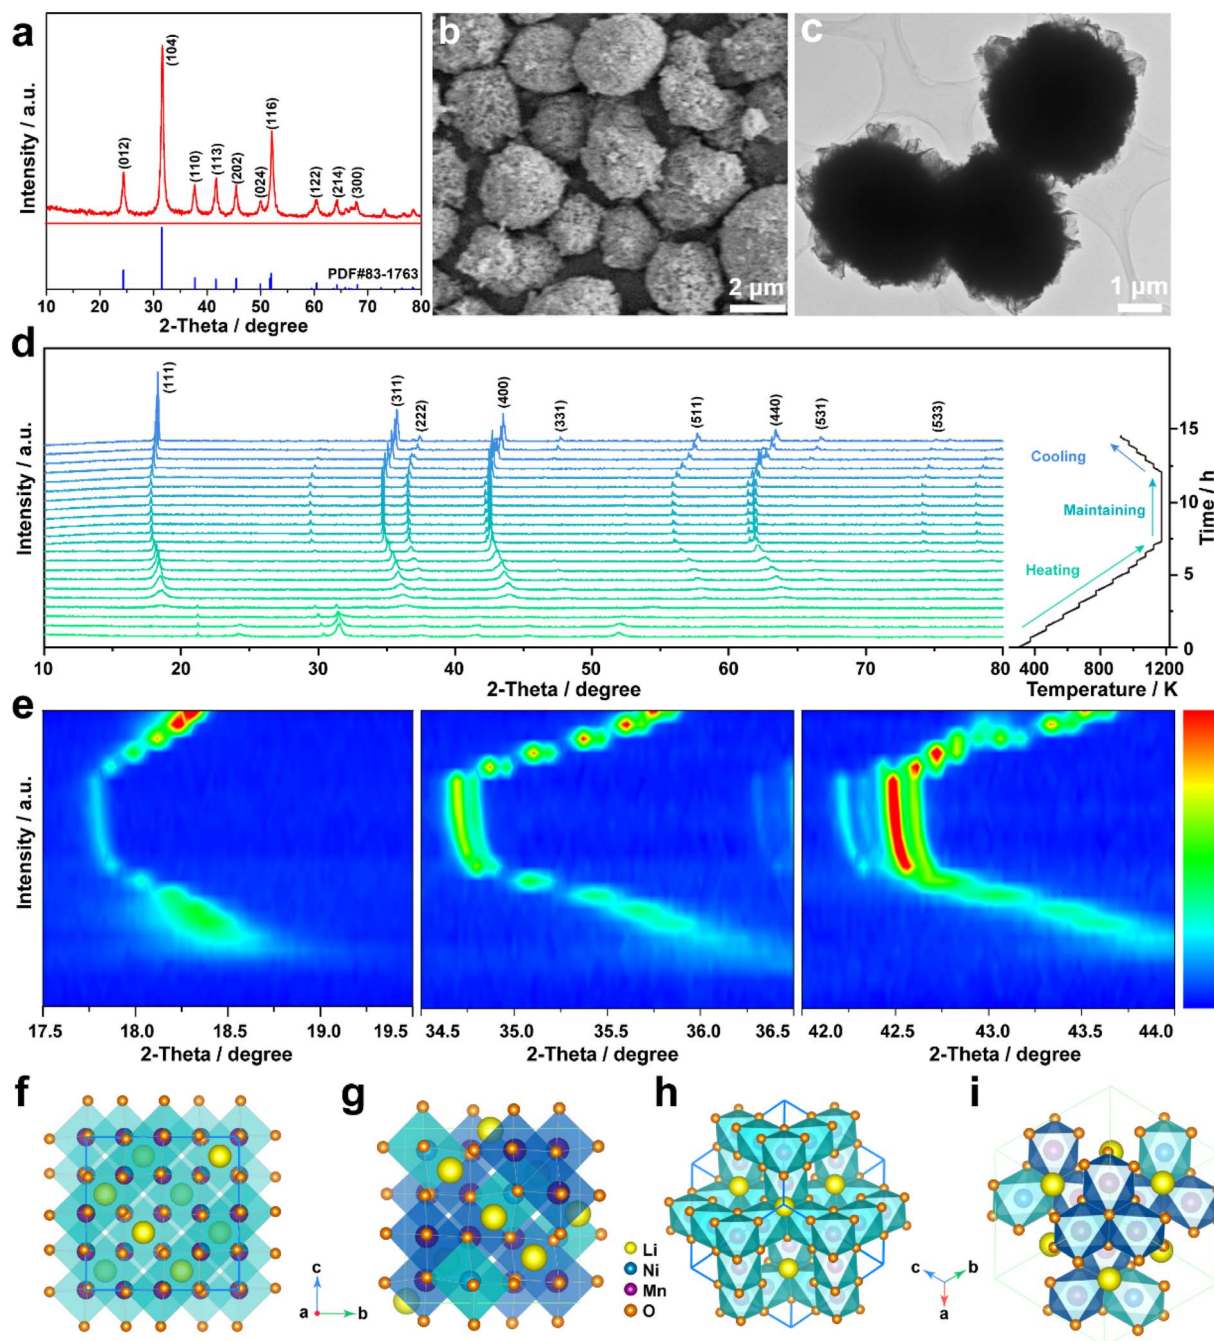 a
Intensity / a.u.
(012)
(104)
(110)
(113)
(202)
(024)
(116)
(122)
(214)
(300)
PDF#83-1763
10 20 30 40 50 60 70 80
2-Theta / degree
b
2 μm
c
1 μm
d
Intensity / a.u.
(111)
(311)
(222)
(400)
(331)
(511)
(440)
(531)
(533)
10 20 30 40 50 60 70 80
2-Theta / degree
Cooling
Maintaining
Heating
15
10
5
0
Time / h
400 800 1200
Temperature / K
e
Intensity / a.u.
17.5 18.0 18.5 19.0 19.5
2-Theta / degree
34.5 35.0 35.5 36.0 36.5
2-Theta / degree
42.0 42.5 43.0 43.5 44.0
2-Theta / degree
f
c
a b
g
Li
Ni
Mn
O
h
c b
a
i